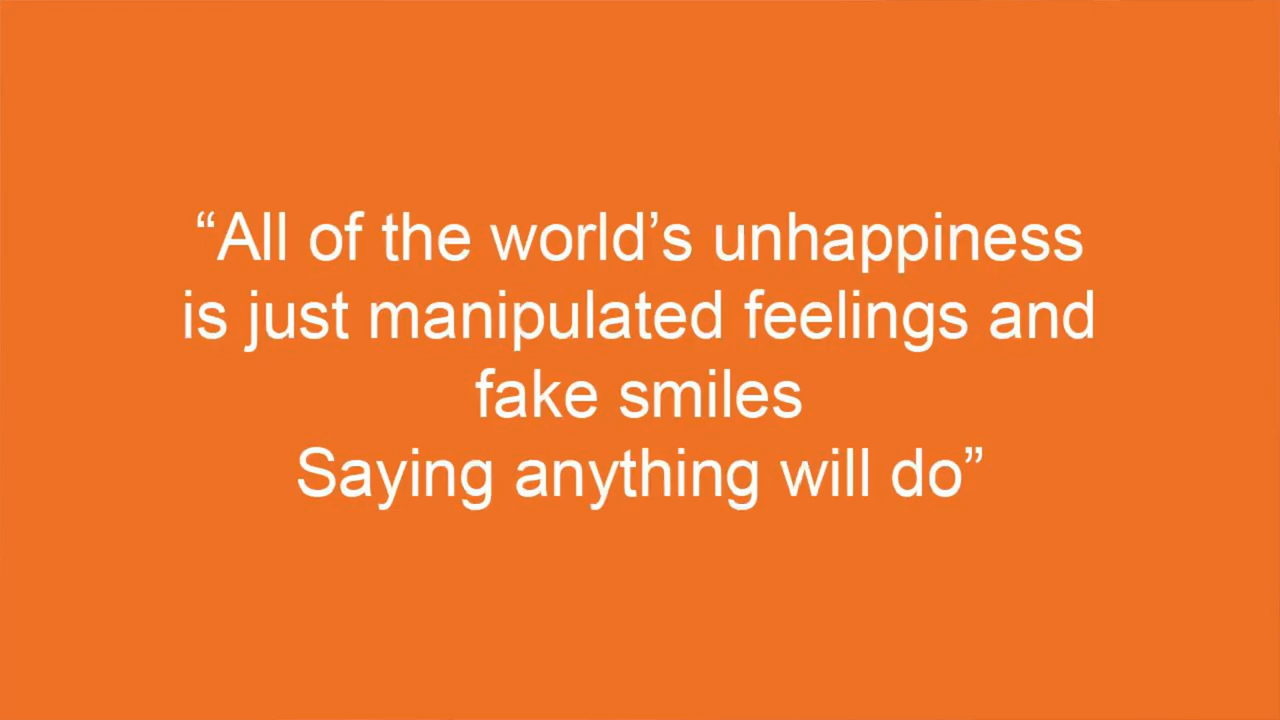 “All of the world’s unhappiness
is just manipulated feelings and
fake smiles
Saying anything will do”